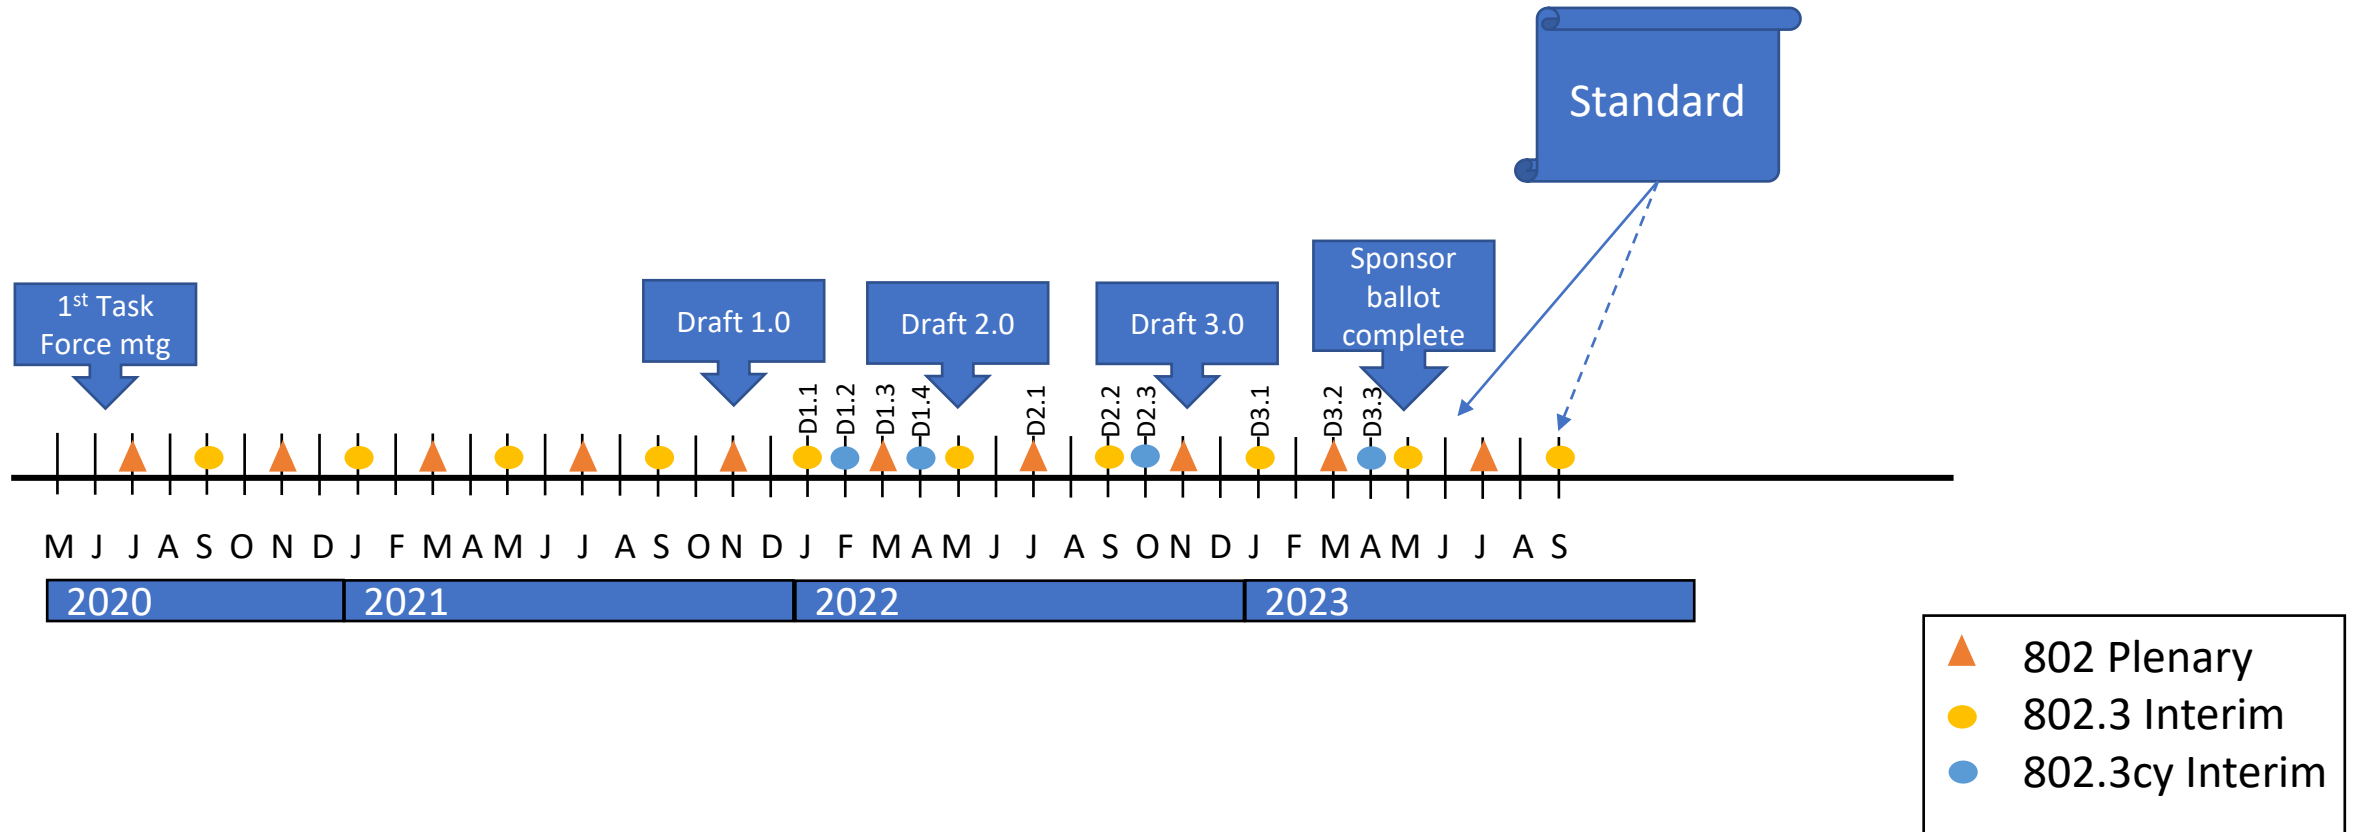 Standard
1st Task
Force mtg
Draft 1.0
Draft 2.0
Draft 3.0
Sponsor
ballot
complete
D1.1
D1.2
D1.3
D1.4
D2.1
D2.2
D2.3
D3.1
D3.2
D3.3
M J J A S O N D J F M A M J J A S O N D J F M A M J J A S O N D J F M A M J J A S
2020 2021 2022 2023
802 Plenary
802.3 Interim
802.3cy Interim